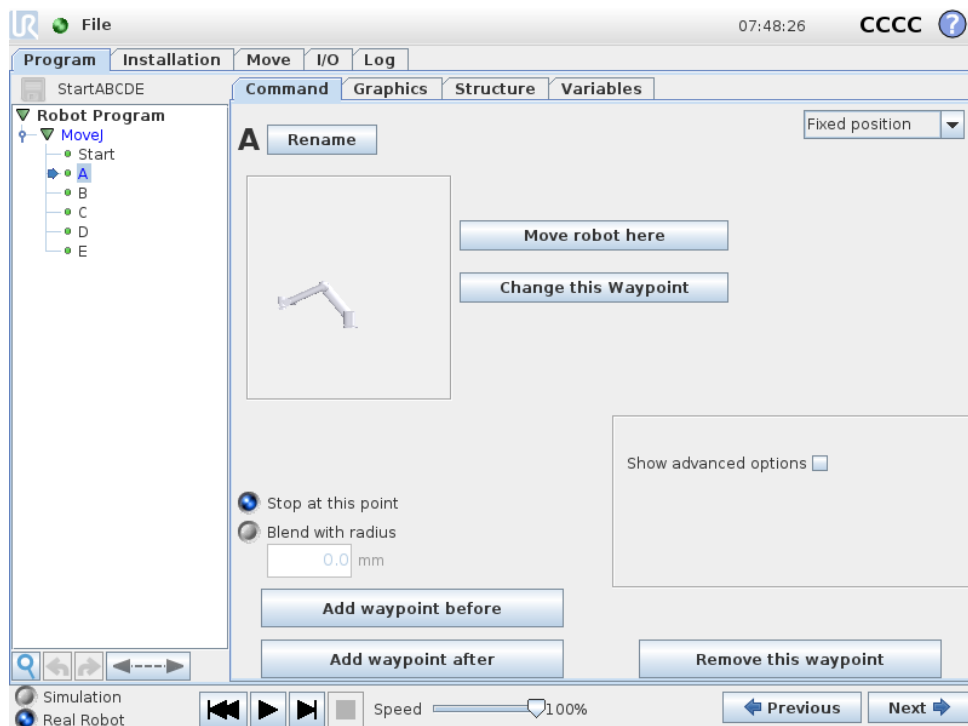 UR File 07:48:26 CCCC ?
Program Installation Move I/O Log
StartABCDE Command Graphics Structure Variables
Robot Program
MoveJ
Start
A
B
C
D
E
A Rename Fixed position
Move robot here
Change this Waypoint
Show advanced options
Stop at this point
Blend with radius
0.0 mm
Add waypoint before
Add waypoint after Remove this waypoint
Simulation
Real Robot
Speed 100% Previous Next